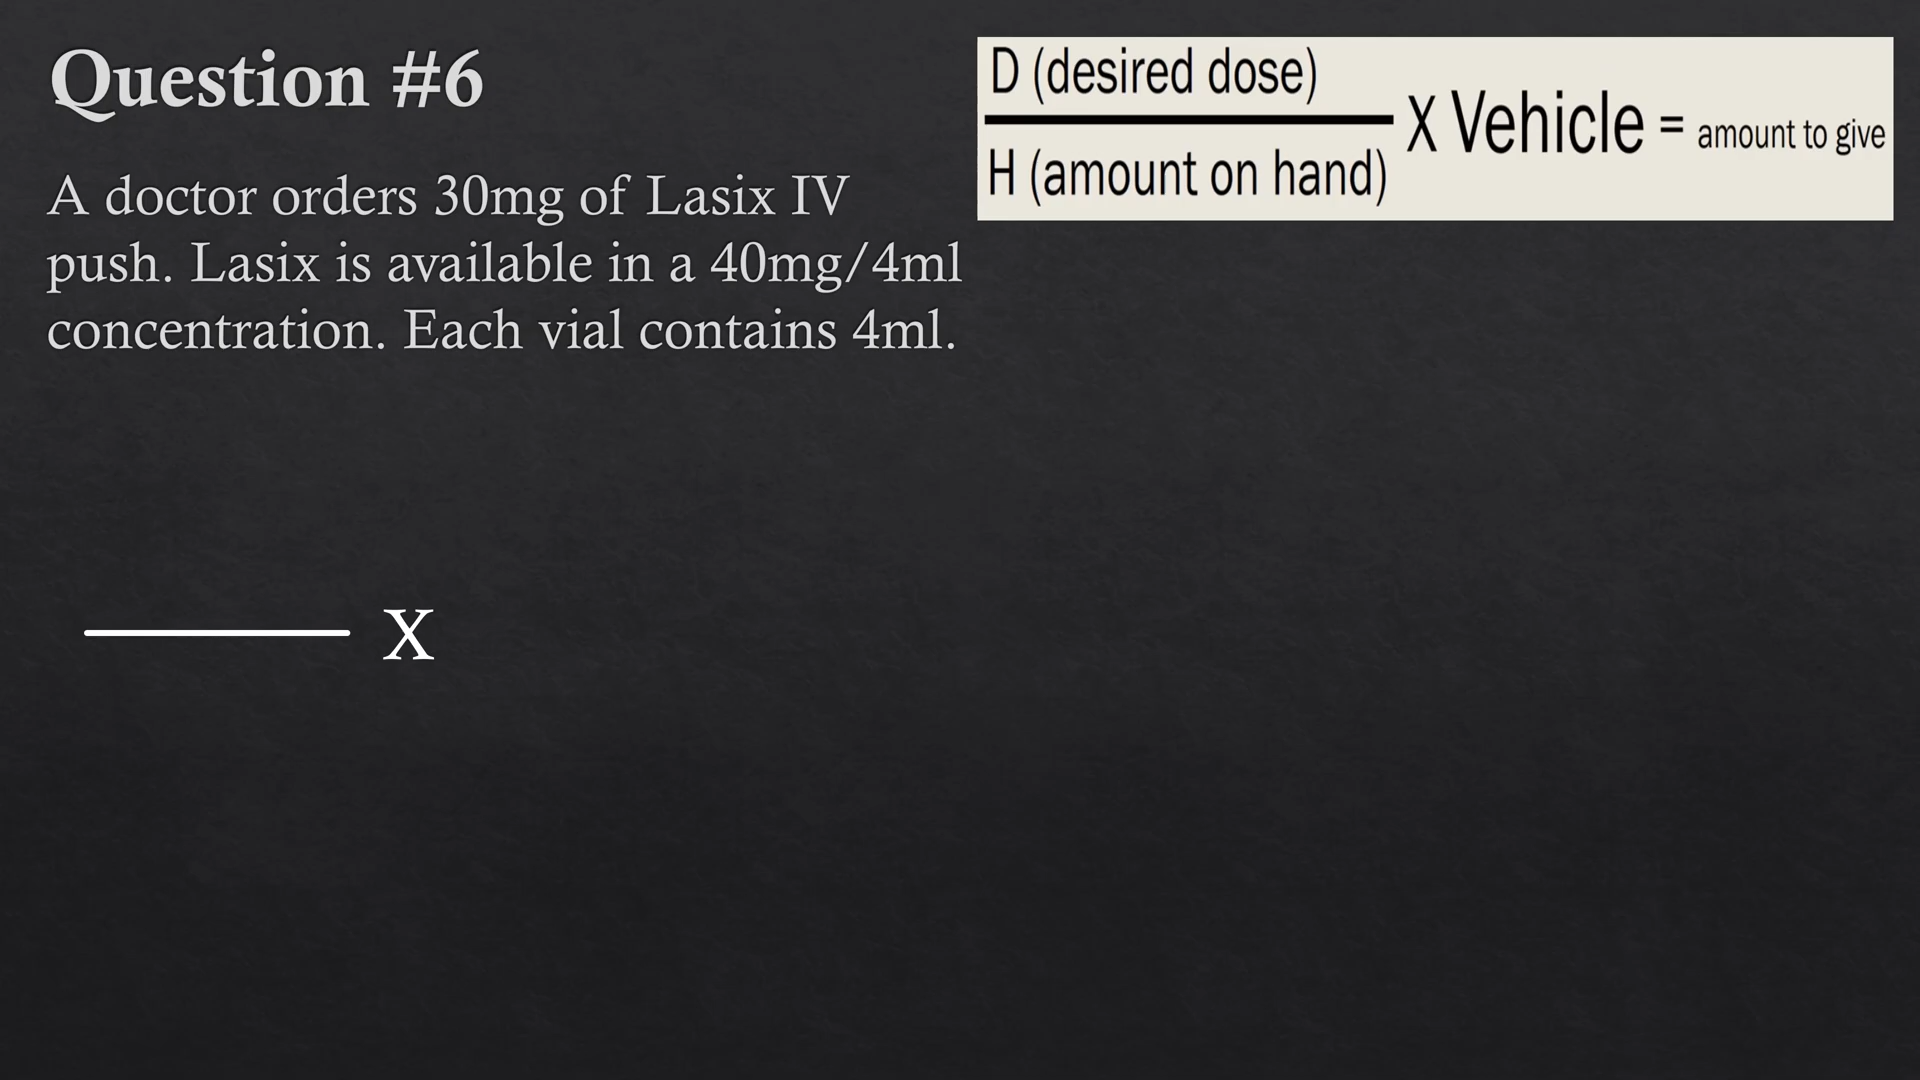 Question #6
D (desired dose)
H (amount on hand)
X Vehicle = amount to give
A doctor orders 30mg of Lasix IV
push. Lasix is available in a 40mg/4ml
concentration. Each vial contains 4ml.
X